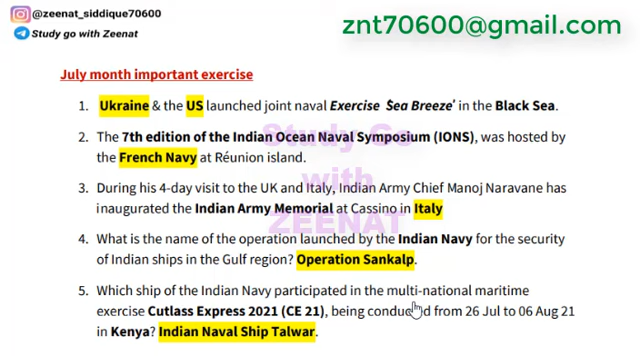 @zeenat_siddique70600
Study go with Zeenat
znt70600@gmail.com
July month important exercise
1. Ukraine & the US launched joint naval Exercise 'Sea Breeze' in the Black Sea.
2. The 7th edition of the Indian Ocean Naval Symposium (IONS), was hosted by
the French Navy at Réunion island.
3. During his 4-day visit to the UK and Italy, Indian Army Chief Manoj Naravane has
inaugurated the Indian Army Memorial at Cassino in Italy
4. What is the name of the operation launched by the Indian Navy for the security
of Indian ships in the Gulf region? Operation Sankalp.
5. Which ship of the Indian Navy participated in the multi-national maritime
exercise Cutlass Express 2021 (CE 21), being conducted from 26 Jul to 06 Aug 21
in Kenya? Indian Naval Ship Talwar.
Study Go
with
ZEENAT